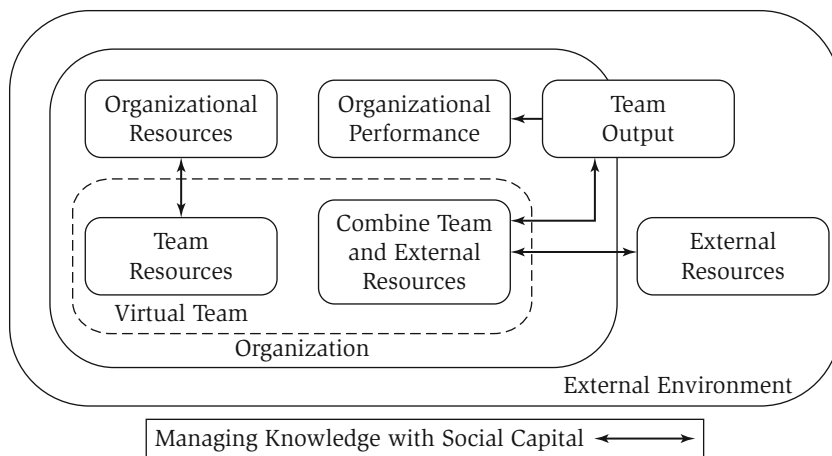 Organizational
Resources
Organizational
Performance
Team
Output
Team
Resources
Combine Team
and External
Resources
External
Resources
Virtual Team
Organization
External Environment
Managing Knowledge with Social Capital